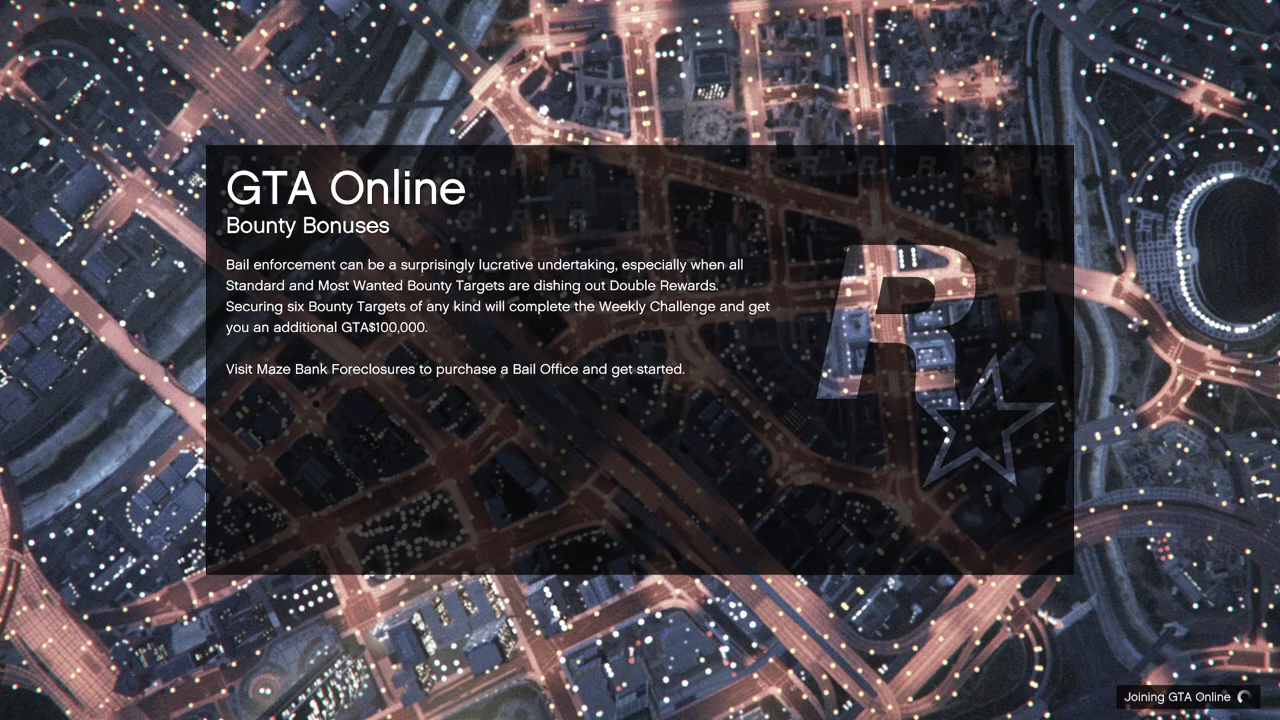 GTA Online
Bounty Bonuses
Bail enforcement can be a surprisingly lucrative undertaking, especially when all
Standard and Most Wanted Bounty Targets are dishing out Double Rewards.
Securing six Bounty Targets of any kind will complete the Weekly Challenge and get
you an additional GTA$100,000.
Visit Maze Bank Foreclosures to purchase a Bail Office and get started.
R
Joining GTA Online